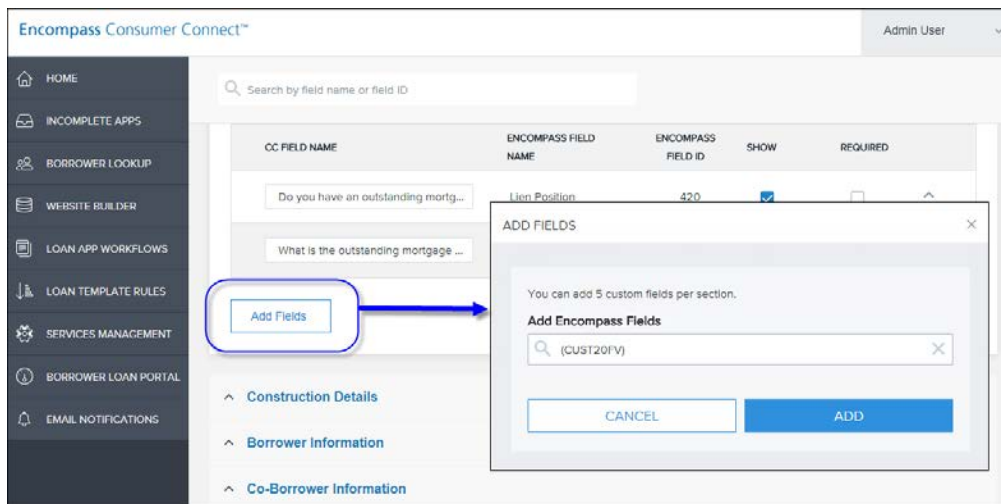 Encompass Consumer Connect™
Admin User
HOME
INCOMPLETE APPS
BORROWER LOOKUP
WEBSITE BUILDER
LOAN APP WORKFLOWS
LOAN TEMPLATE RULES
SERVICES MANAGEMENT
BORROWER LOAN PORTAL
EMAIL NOTIFICATIONS
Search by field name or field ID
CC FIELD NAME
ENCOMPASS FIELD
NAME
ENCOMPASS
FIELD ID
SHOW
REQUIRED
Do you have an outstanding mortg...
Lien Position
420
What is the outstanding mortgage ...
Add Fields
Construction Details
Borrower Information
Co-Borrower Information
ADD FIELDS
You can add 5 custom fields per section.
Add Encompass Fields
(CUST20FV)
CANCEL
ADD